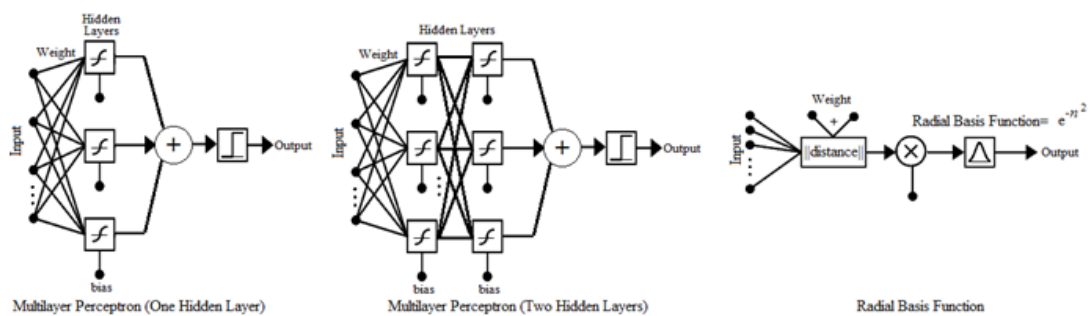 Hidden
Layers
Weight
Input
+
Output
bias
Multilayer Perceptron (One Hidden Layer)
Hidden Layers
Weight
Input
+
Output
bias
bias
Multilayer Perceptron (Two Hidden Layers)
Weight
+
Radial Basis Function= e^-n^2
Input
||distance||
×
Output
Radial Basis Function